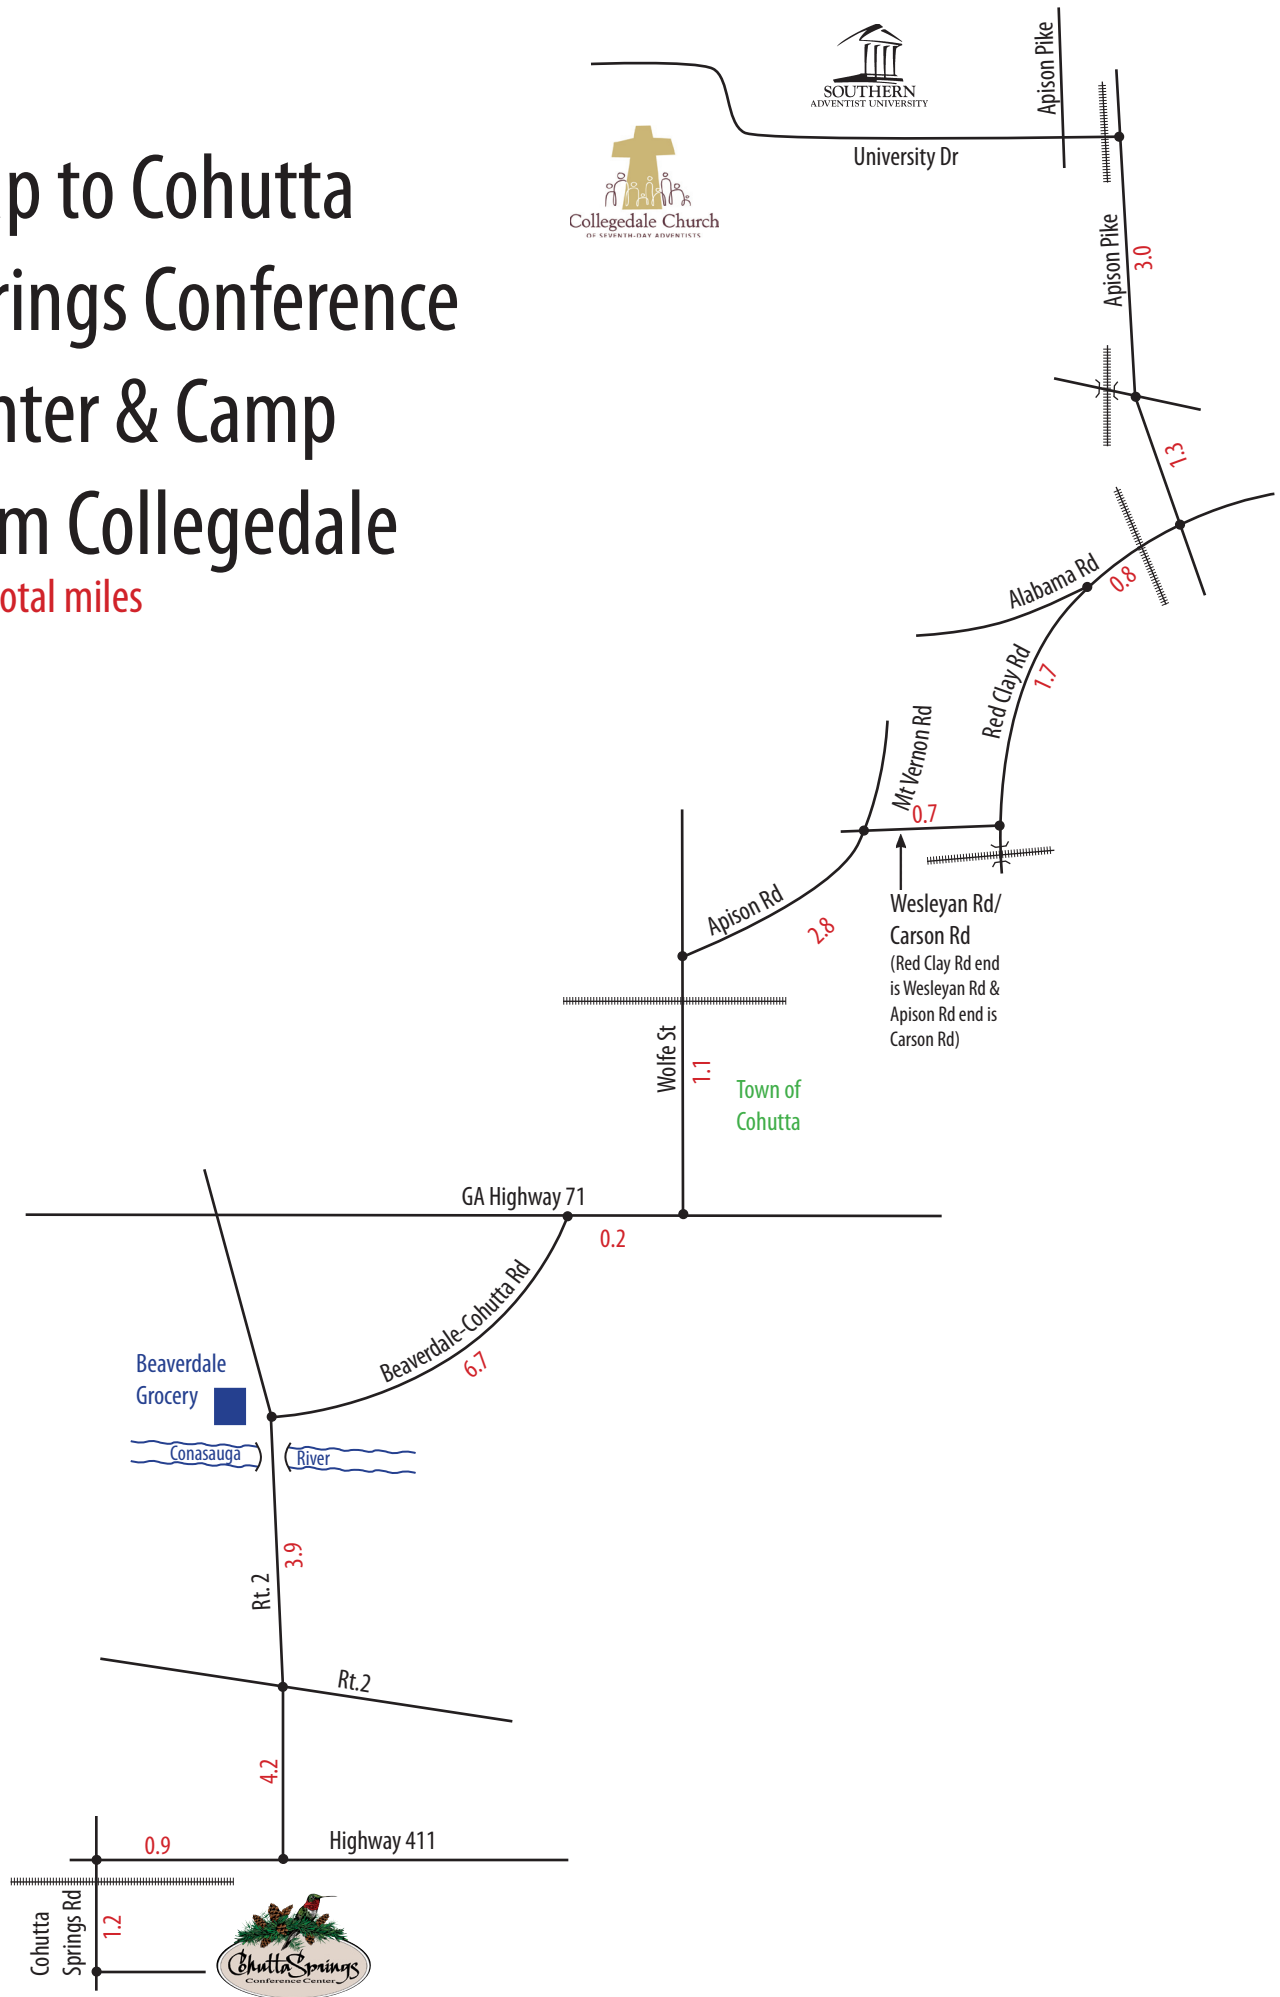 p to Cohutta
rings Conference
nter & Camp
m Collegedale
otal miles
SOUTHERN
ADVENTIST UNIVERSITY
Apison Pike
University Dr
Collegedale Church
OF SEVENTH-DAY ADVENTISTS
Apison Pike
3.0
1.3
Alabama Rd
0.8
Red Clay Rd
1.7
Mt Vernon Rd
0.7
Apison Rd
2.8
Wesleyan Rd/
Carson Rd
(Red Clay Rd end
is Wesleyan Rd &
Apison Rd end is
Carson Rd)
Wolfe St
1.1
Town of
Cohutta
GA Highway 71
0.2
Beaverdale-Cohutta Rd
6.7
Beaverdale
Grocery
Conasauga
River
3.9
Rt. 2
Rt.2
4.2
0.9
Highway 411
Cohutta
Springs Rd
1.2
Cohutta Springs
Conference Center